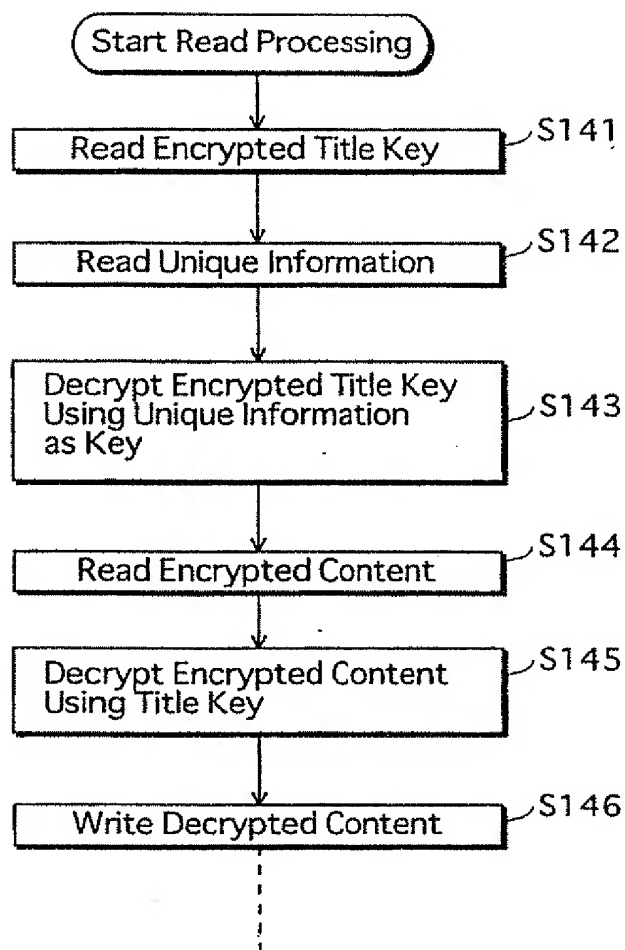 Start Read Processing
Read Encrypted Title Key
S141
Read Unique Information
S142
Decrypt Encrypted Title Key
Using Unique Information
as Key
S143
Read Encrypted Content
S144
Decrypt Encrypted Content
Using Title Key
S145
Write Decrypted Content
S146